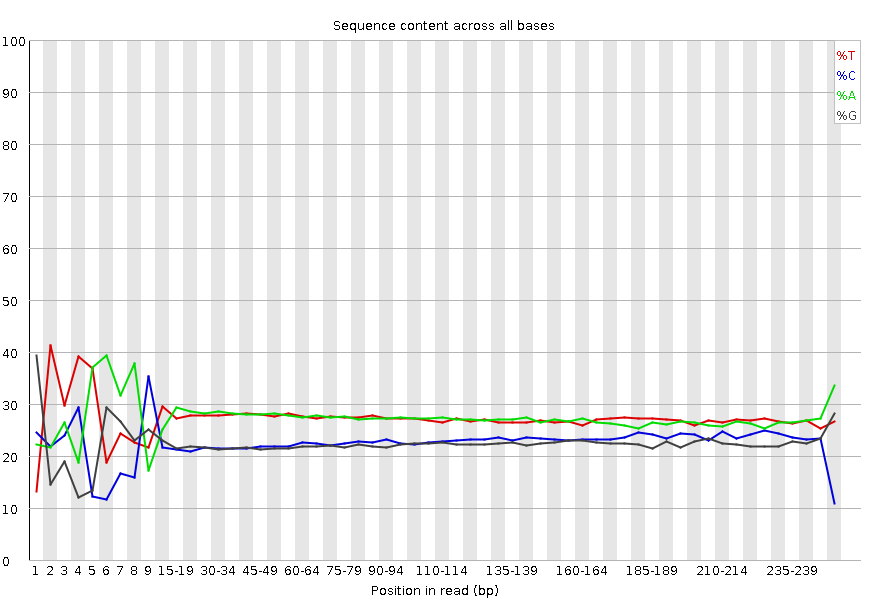 Sequence content across all bases
100
90
80
70
60
50
40
30
20
10
0
%T
%C
%A
%G
1 2 3 4 5 6 7 8 9 15-19 30-34 45-49 60-64 75-79 90-94 110-114 135-139 160-164 185-189 210-214 235-239
Position in read (bp)